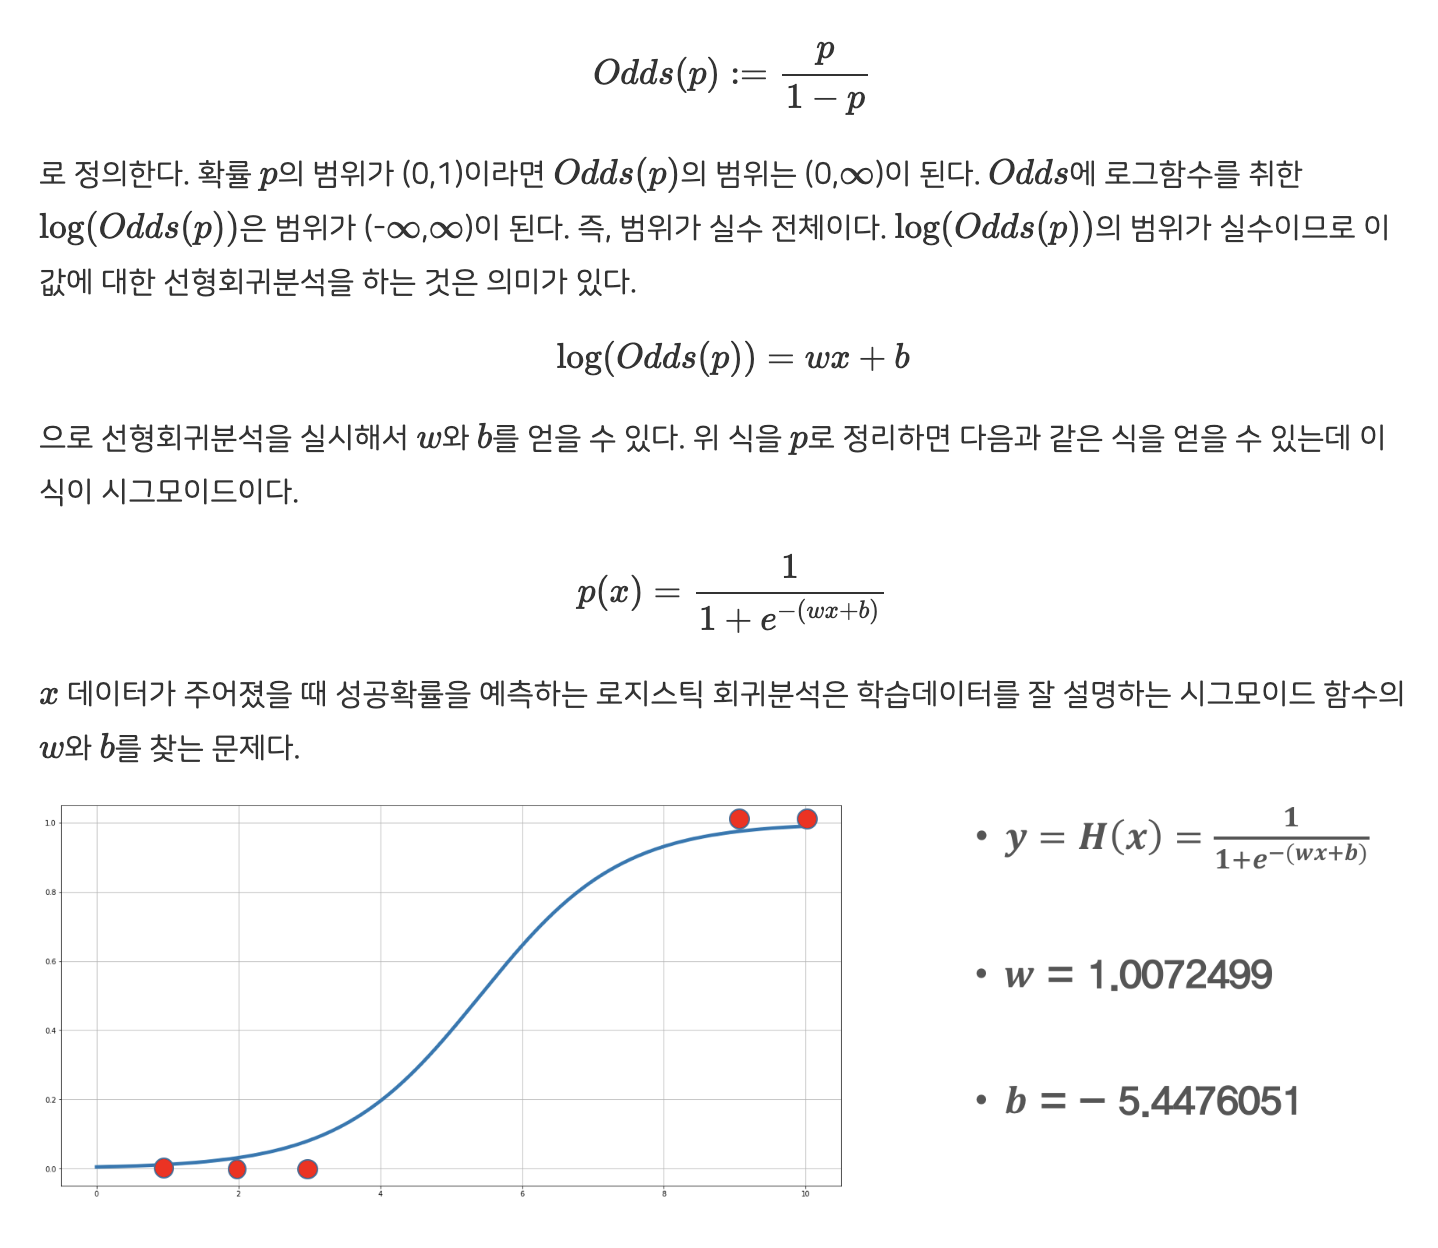 Odds(p) := p / (1 − p)
로 정의한다. 확률 p의 범위가 (0,1)이라면 Odds(p)의 범위는 (0,∞)이 된다. Odds에 로그함수를 취한
log(Odds(p))은 범위가 (-∞,∞)이 된다. 즉, 범위가 실수 전체이다. log(Odds(p))의 범위가 실수이므로 이
값에 대한 선형회귀분석을 하는 것은 의미가 있다.
log(Odds(p)) = wx + b
으로 선형회귀분석을 실시해서 w와 b를 얻을 수 있다. 위 식을 p로 정리하면 다음과 같은 식을 얻을 수 있는데 이
식이 시그모이드이다.
p(x) = 1 / (1 + e^−(wx+b))
x 데이터가 주어졌을 때 성공확률을 예측하는 로지스틱 회귀분석은 학습데이터를 잘 설명하는 시그모이드 함수의
w와 b를 찾는 문제다.
1.0
0.8
0.6
0.4
0.2
0.0
0 2 4 6 8 10
• y = H(x) = 1 / (1+e^−(wx+b))
• w = 1.0072499
• b = − 5.4476051